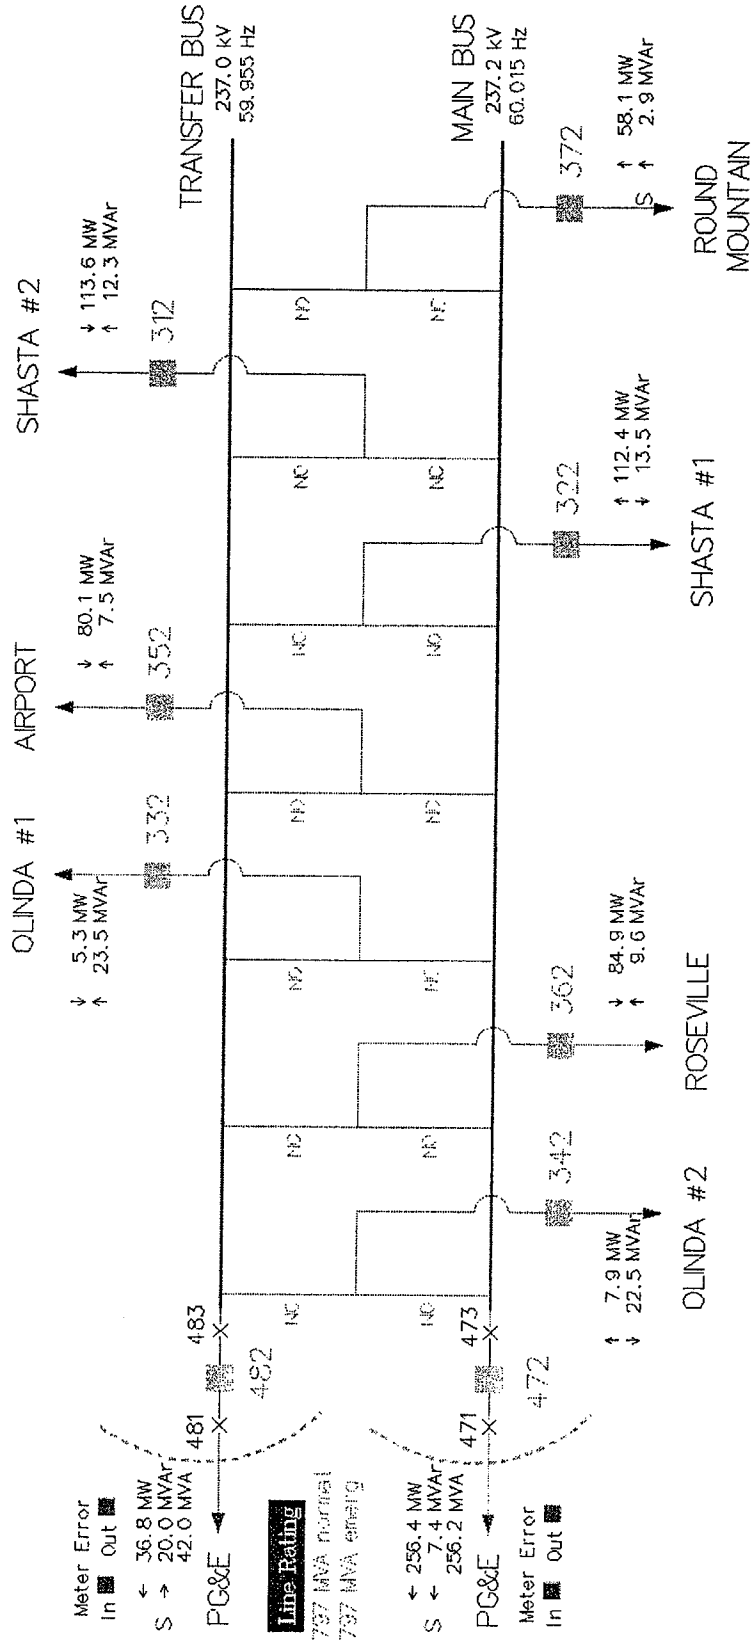 SHASTA #2
↓ 113.6 MW
↑ 12.3 MVAr
312
TRANSFER BUS
237.0 kV
59.955 Hz
AIRPORT
↓ 80.1 MW
↑ 7.5 MVAr
352
OLINDA #1
↓ 5.3 MW
↑ 23.5 MVAr
332
Meter Error
In Out
S ← 36.8 MW
→ 20.0 MVAr
42.0 MVA
PG&E
481
482
483
Line Rating
797 MVA normal
797 MVA emerg
S ← 256.4 MW
← 7.4 MVAr
256.2 MVA
PG&E
471
472
473
Meter Error
In Out
MAIN BUS
237.2 kV
60.015 Hz
342
↑ 7.9 MW
↓ 22.5 MVAr
OLINDA #2
362
↓ 84.9 MW
↑ 9.6 MVAr
ROSEVILLE
322
↑ 112.4 MW
↓ 13.5 MVAr
SHASTA #1
372
↑ 58.1 MW
S ↑ 2.9 MVAr
ROUND
MOUNTAIN